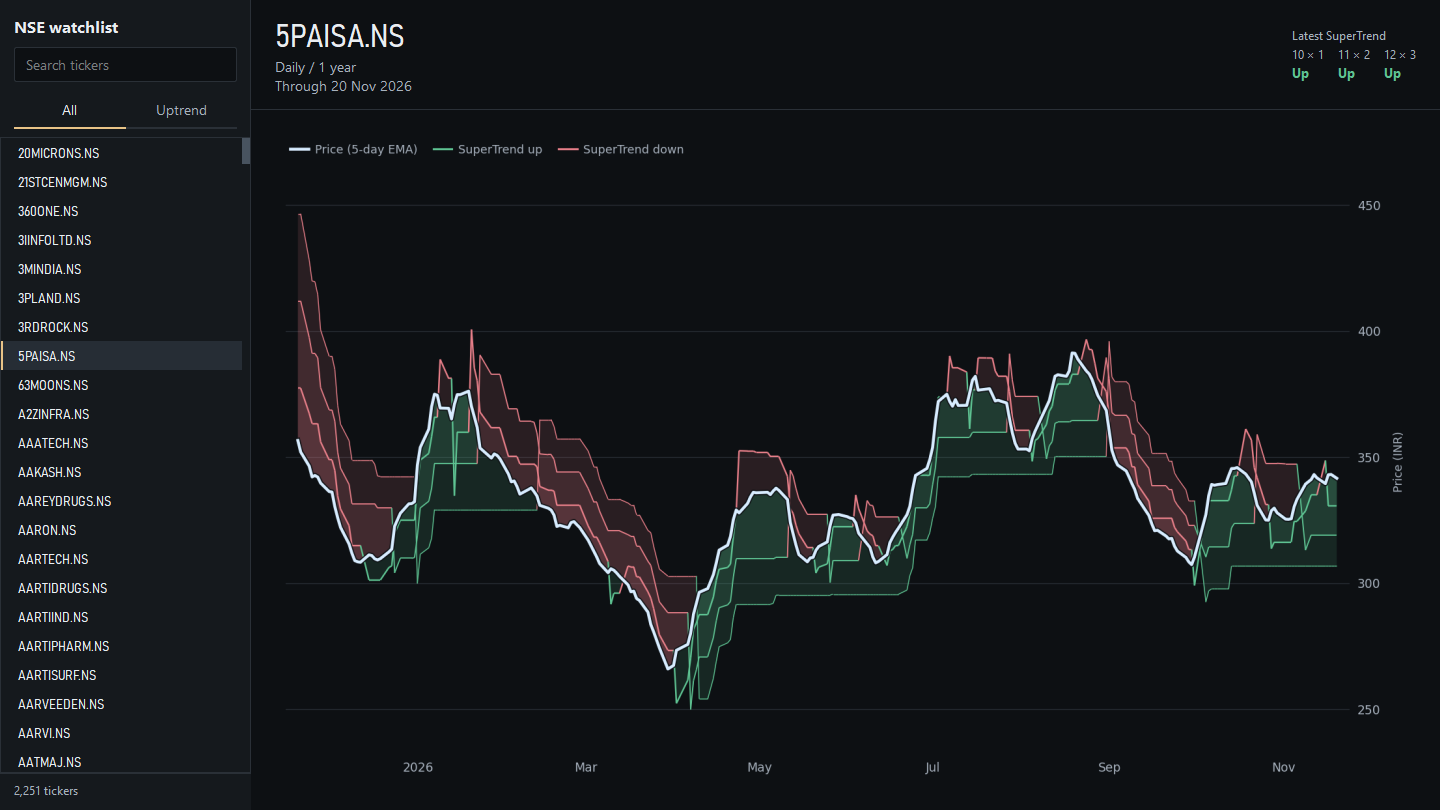 NSE watchlist
Search tickers
All Uptrend
20MICRONS.NS
21STCENMGM.NS
360ONE.NS
3IINFOLTD.NS
3MINDIA.NS
3PLAND.NS
3RDROCK.NS
5PAISA.NS
63MOONS.NS
A2ZINFRA.NS
AAATECH.NS
AAKASH.NS
AAREYDRUGS.NS
AARON.NS
AARTECH.NS
AARTIDRUGS.NS
AARTIIND.NS
AARTIPHARM.NS
AARTISURF.NS
AARVEEDEN.NS
AARVI.NS
AATMAJ.NS
2,251 tickers
5PAISA.NS
Daily / 1 year
Through 20 Nov 2026
Latest SuperTrend
10 × 1 11 × 2 12 × 3
Up Up Up
Price (5-day EMA) SuperTrend up SuperTrend down
450
400
350
300
250
Price (INR)
2026 Mar May Jul Sep Nov